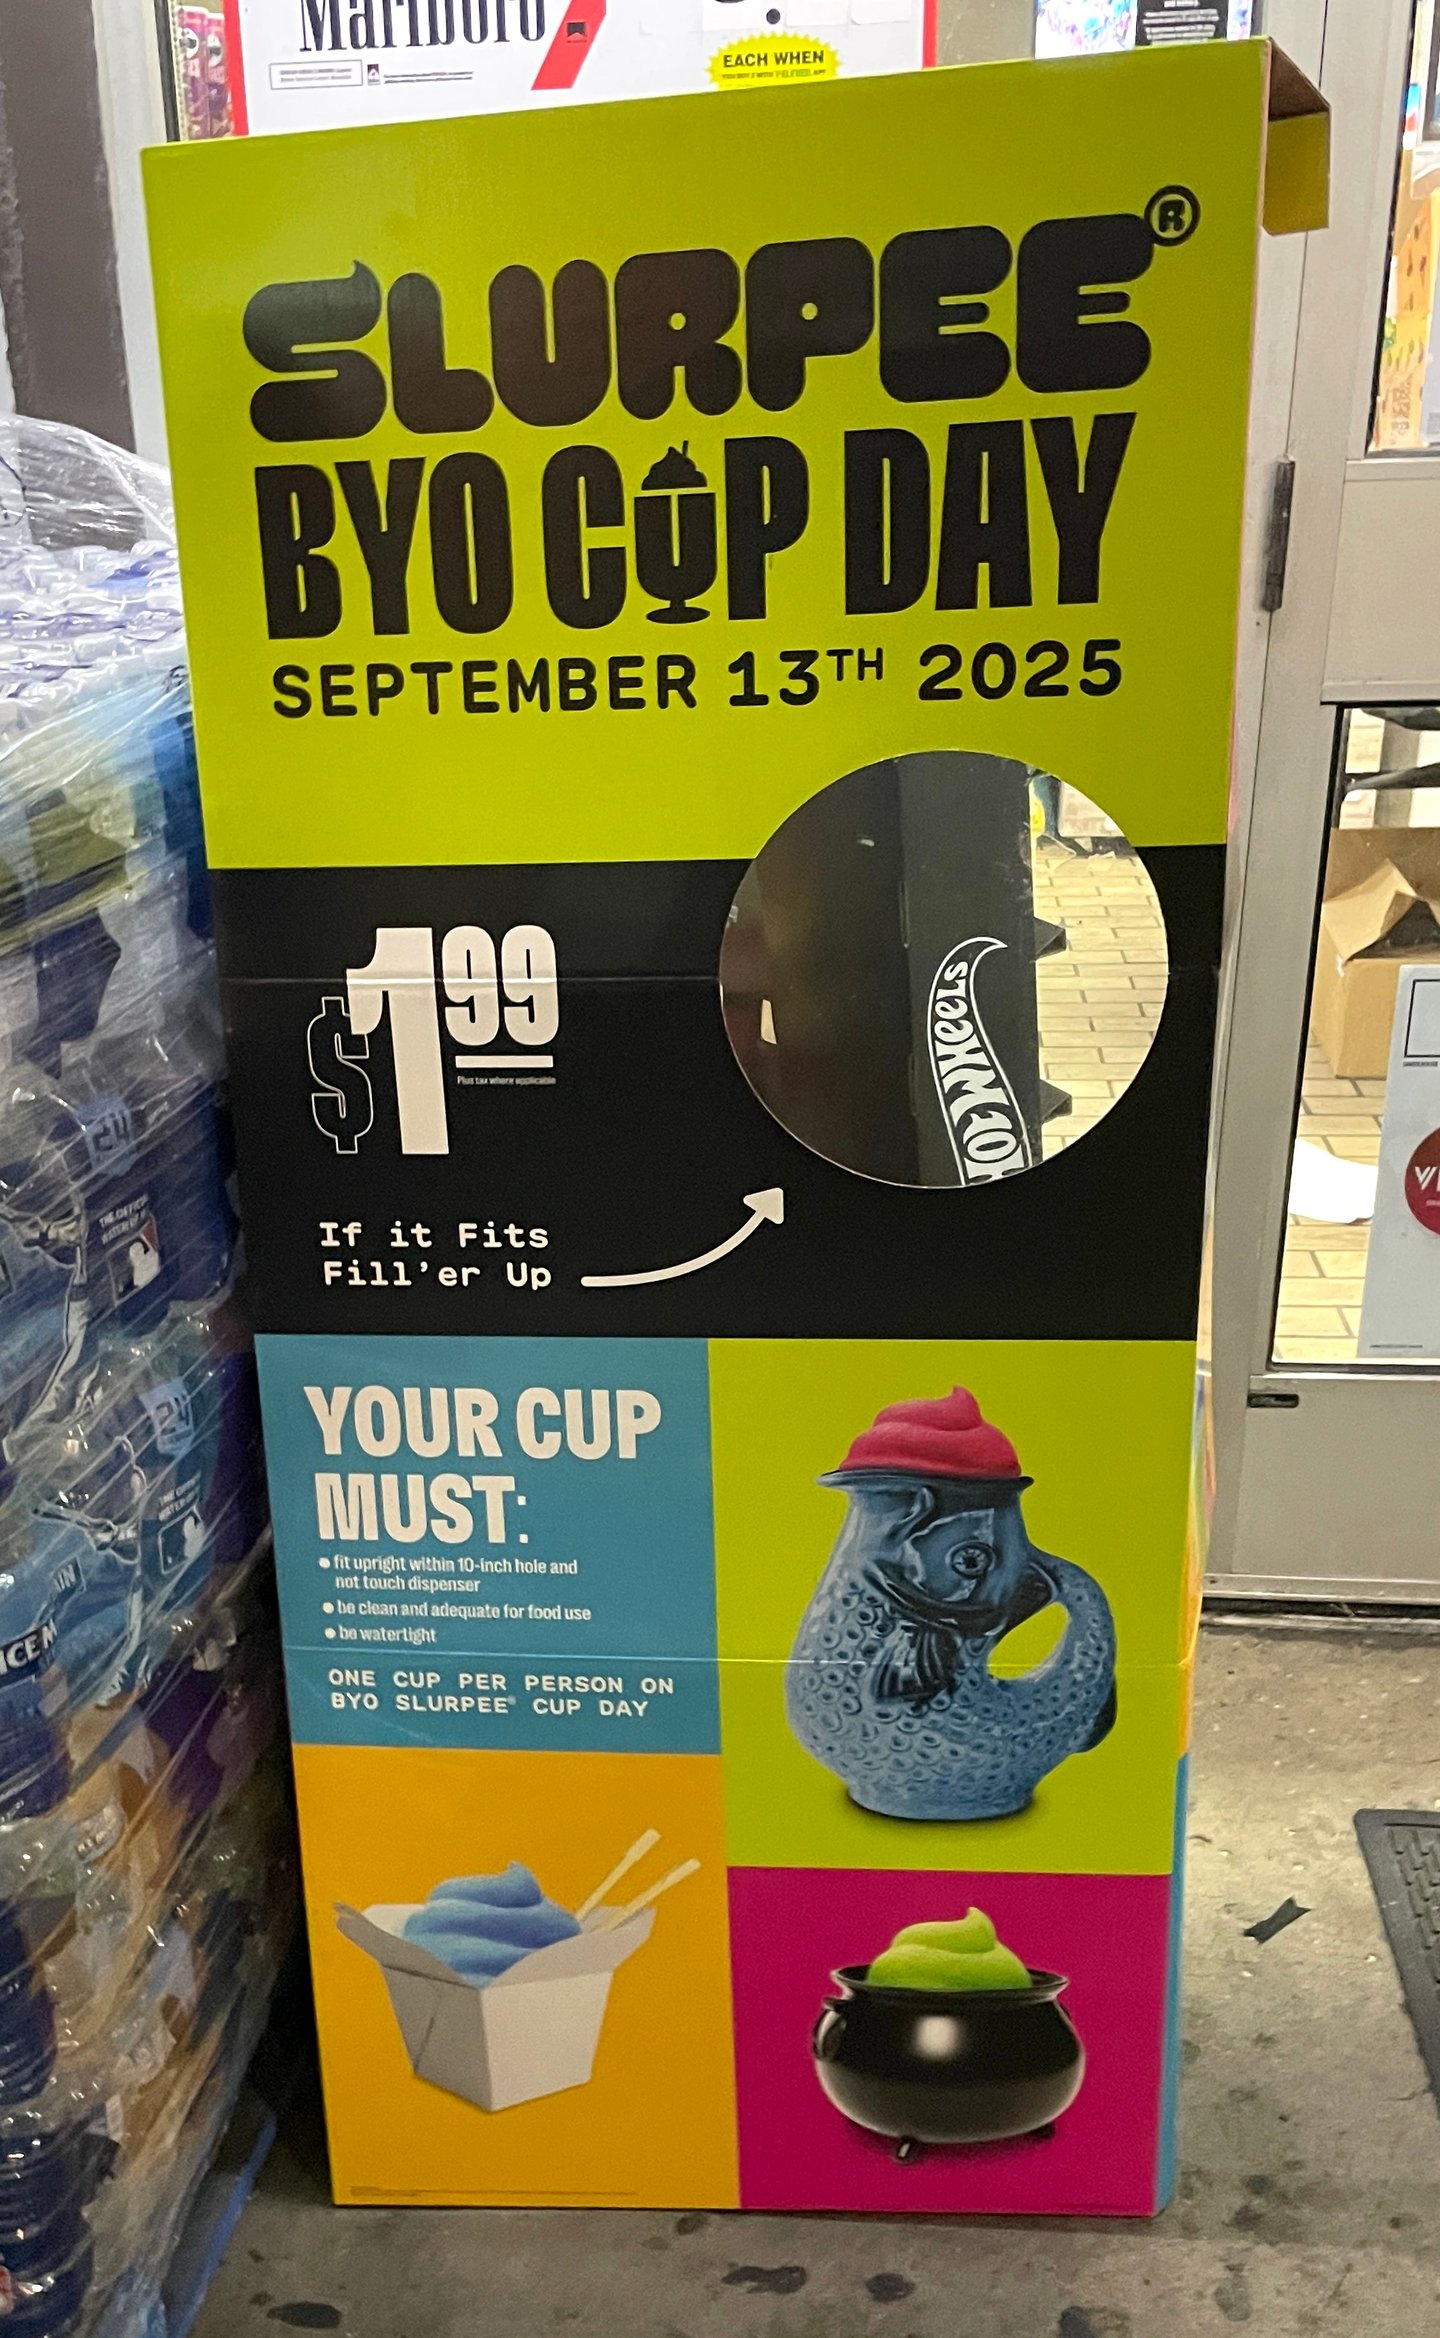 Marlboro
EACH WHEN
SLURPEE®
BYO CUP DAY
SEPTEMBER 13TH 2025
$1.99
Plus tax where applicable
HOT WHEELS
If it Fits
Fill'er Up
YOUR CUP
MUST:
• fit upright within 10-inch hole and
not touch dispenser
• be clean and adequate for food use
• be watertight
ONE CUP PER PERSON ON
BYO SLURPEE® CUP DAY
24
24